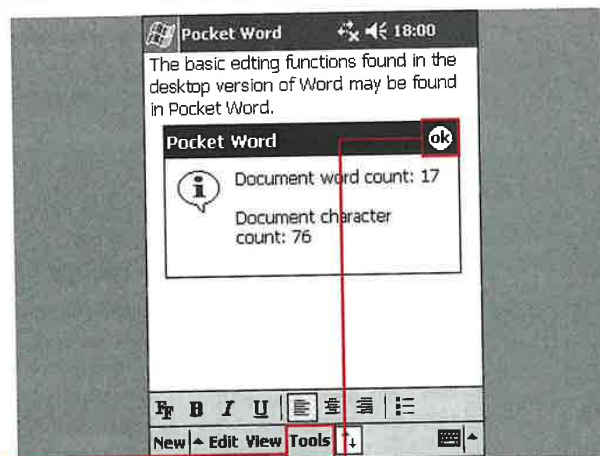 Pocket Word 18:00
The basic edting functions found in the
desktop version of Word may be found
in Pocket Word.
Pocket Word ok
Document word count: 17
Document character
count: 76
B I U
New Edit View Tools